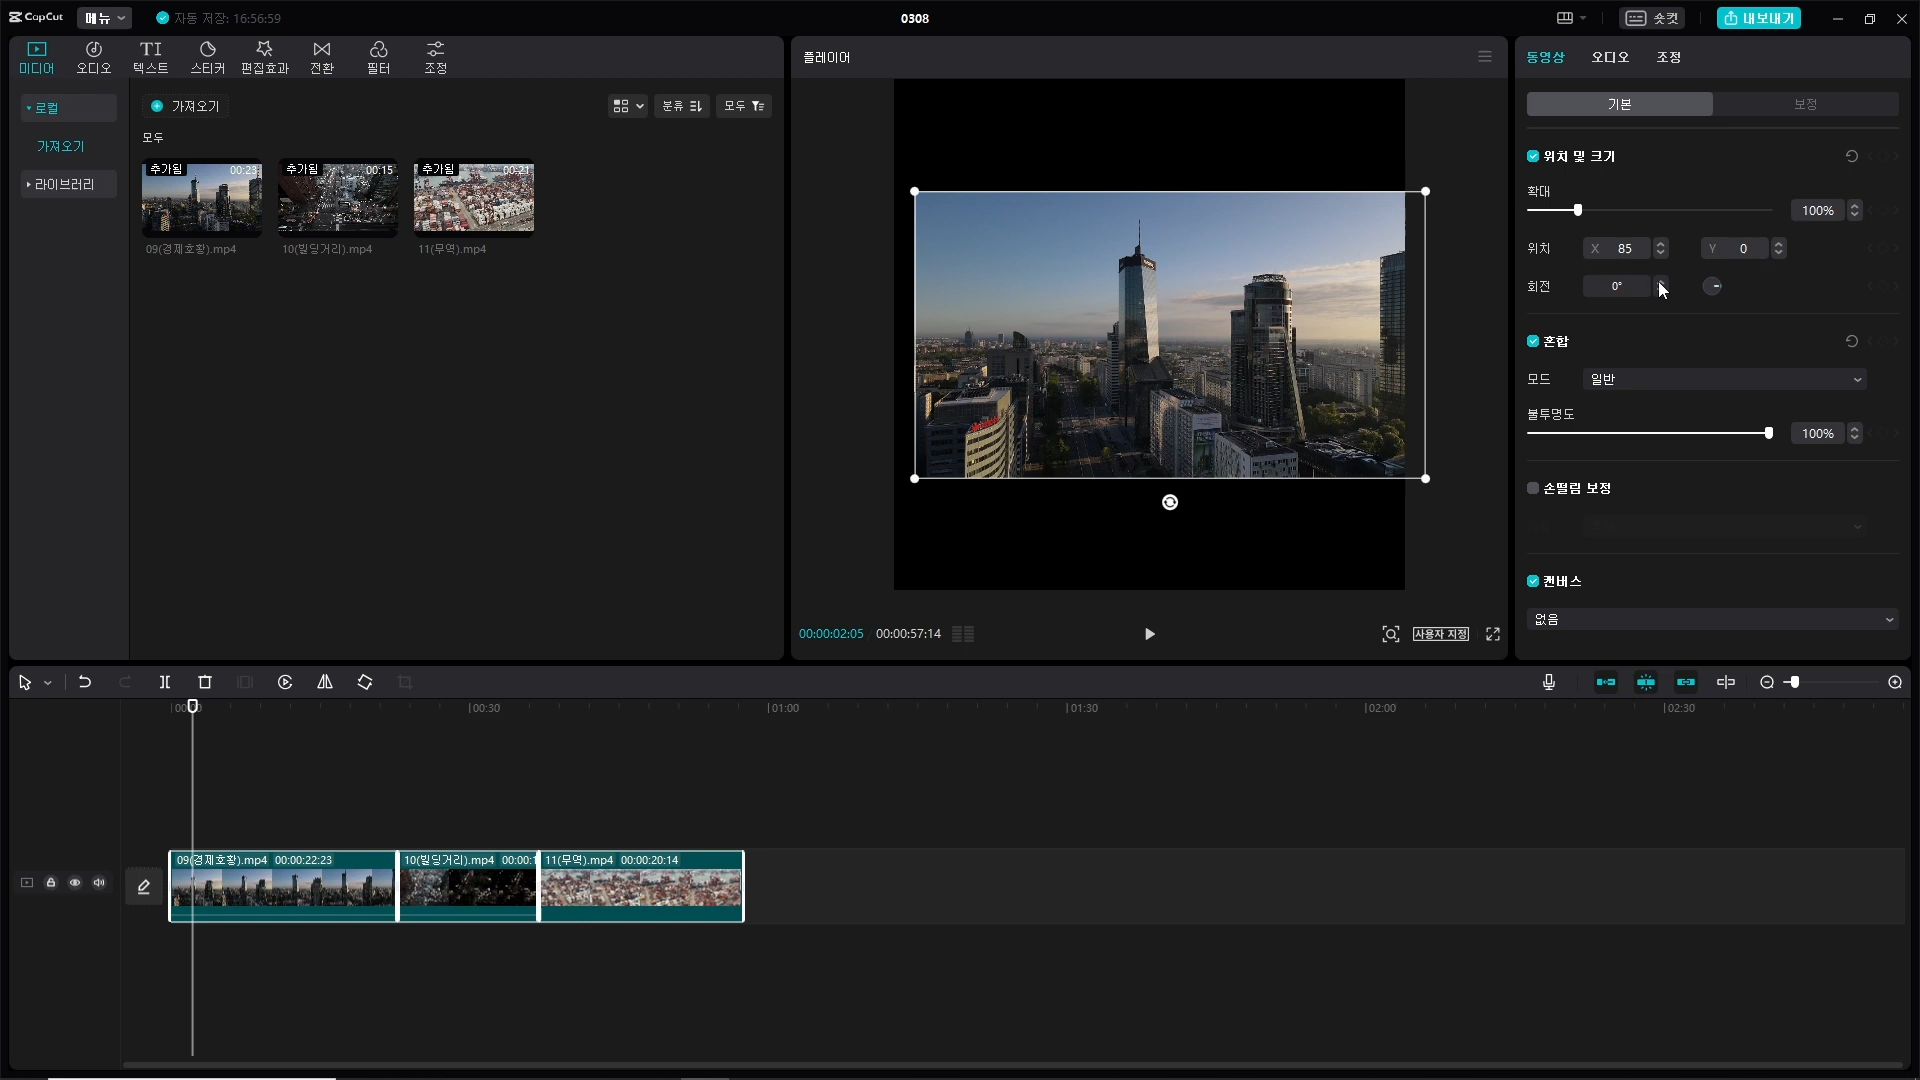 CapCut
메뉴
자동 저장: 16:56:59
0308
숏컷
내보내기
미디어
오디오
텍스트
스티커
편집효과
전환
필터
조정
로컬
가져오기
라이브러리
가져오기
분류
모두
모두
추가됨 00:23
추가됨 00:15
추가됨 00:21
09(경제호황).mp4
10(빌딩거리).mp4
11(무역).mp4
플레이어
00:00:02:05
00:00:57:14
사용자 지정
동영상
오디오
조정
기본
보정
위치 및 크기
확대
100%
위치 X 85 Y 0
회전 0°
혼합
모드 일반
불투명도
100%
손떨림 보정
캔버스
없음
00:30
01:00
01:30
02:00
02:30
09(경제호황).mp4 00:00:22:23
10(빌딩거리).mp4 00:00:1
11(무역).mp4 00:00:20:14